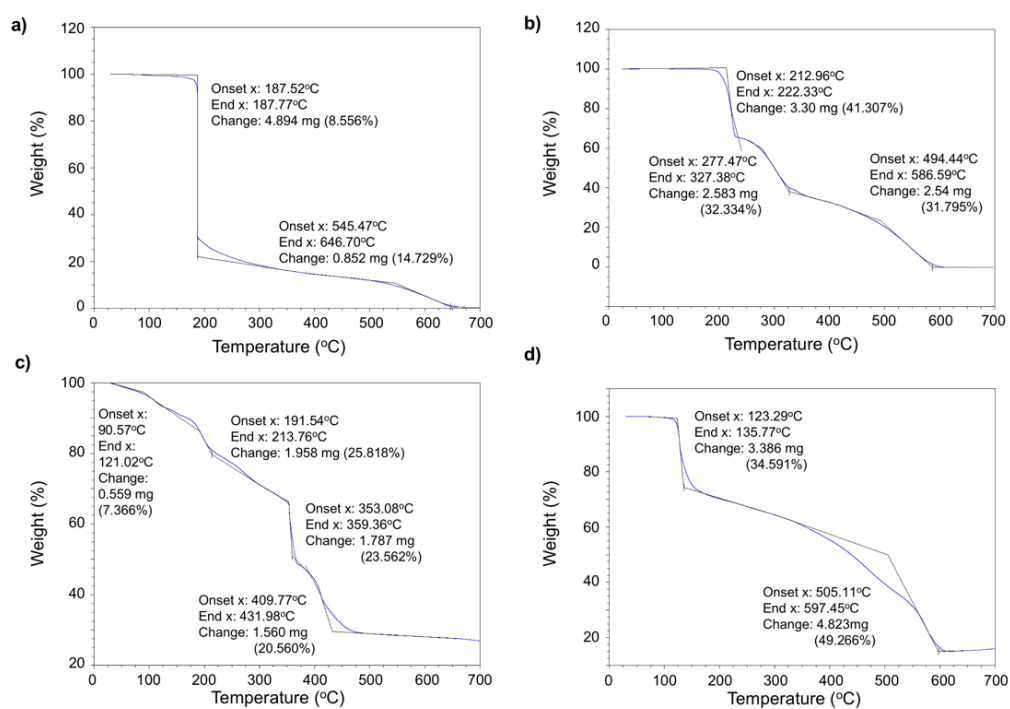 a)
120
100
80
60
40
20
0
Weight (%)
Onset x: 187.52°C
End x: 187.77°C
Change: 4.894 mg (8.556%)
Onset x: 545.47°C
End x: 646.70°C
Change: 0.852 mg (14.729%)
0 100 200 300 400 500 600 700
Temperature (°C)
b)
120
100
80
60
40
20
0
Weight (%)
Onset x: 212.96°C
End x: 222.33°C
Change: 3.30 mg (41.307%)
Onset x: 277.47°C
End x: 327.38°C
Change: 2.583 mg
(32.334%)
Onset x: 494.44°C
End x: 586.59°C
Change: 2.54 mg
(31.795%)
0 100 200 300 400 500 600 700
Temperature (°C)
c)
100
80
60
40
20
Weight (%)
Onset x:
90.57°C
End x:
121.02°C
Change:
0.559 mg
(7.366%)
Onset x: 191.54°C
End x: 213.76°C
Change: 1.958 mg (25.818%)
Onset x: 353.08°C
End x: 359.36°C
Change: 1.787 mg
(23.562%)
Onset x: 409.77°C
End x: 431.98°C
Change: 1.560 mg
(20.560%)
0 100 200 300 400 500 600 700
Temperature (°C)
d)
100
80
60
40
20
Weight (%)
Onset x: 123.29°C
End x: 135.77°C
Change: 3.386 mg
(34.591%)
Onset x: 505.11°C
End x: 597.45°C
Change: 4.823mg
(49.266%)
0 100 200 300 400 500 600 700
Temperature (°C)